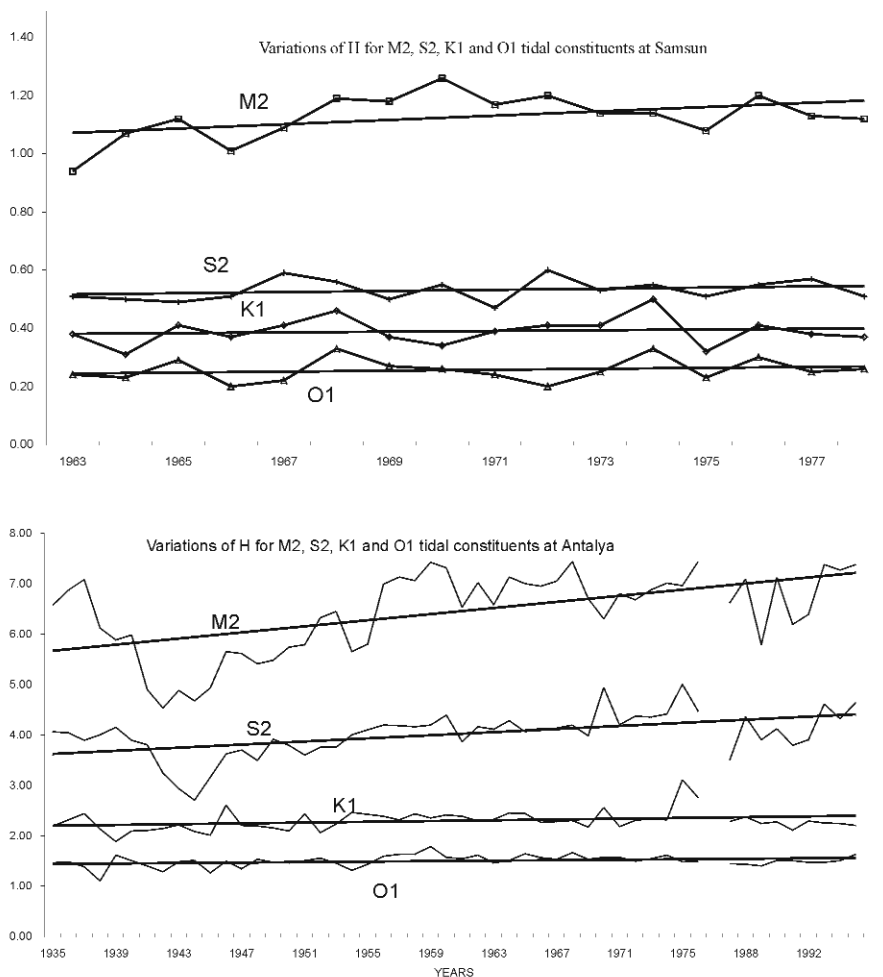 Variations of H for M2, S2, K1 and O1 tidal constituents at Samsun
1.40
1.20
1.00
0.80
0.60
0.40
0.20
0.00
M2
S2
K1
O1
1963 1965 1967 1969 1971 1973 1975 1977
Variations of H for M2, S2, K1 and O1 tidal constituents at Antalya
8.00
7.00
6.00
5.00
4.00
3.00
2.00
1.00
0.00
M2
S2
K1
O1
1935 1939 1943 1947 1951 1955 1959 1963 1967 1971 1975 1988 1992
YEARS